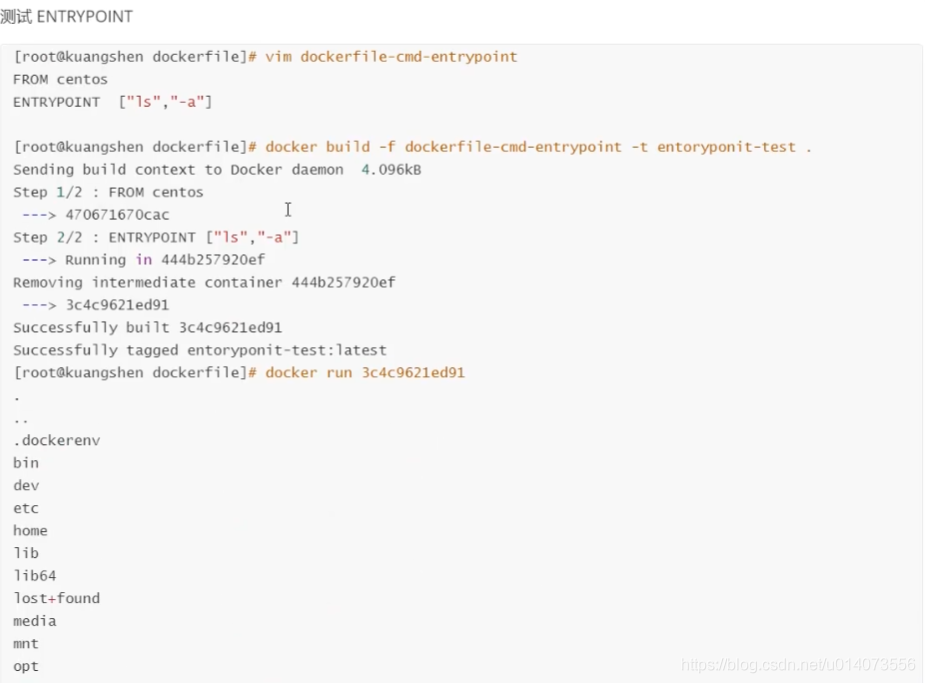 测试 ENTRYPOINT
[root@kuangshen dockerfile]# vim dockerfile-cmd-entrypoint
FROM centos
ENTRYPOINT ["ls","-a"]
[root@kuangshen dockerfile]# docker build -f dockerfile-cmd-entrypoint -t entoryponit-test .
Sending build context to Docker daemon 4.096kB
Step 1/2 : FROM centos
---> 470671670cac
Step 2/2 : ENTRYPOINT ["ls","-a"]
---> Running in 444b257920ef
Removing intermediate container 444b257920ef
---> 3c4c9621ed91
Successfully built 3c4c9621ed91
Successfully tagged entoryponit-test:latest
[root@kuangshen dockerfile]# docker run 3c4c9621ed91
.
..
.dockerenv
bin
dev
etc
home
lib
lib64
lost+found
media
mnt
opt
https://blog.csdn.net/u014073556